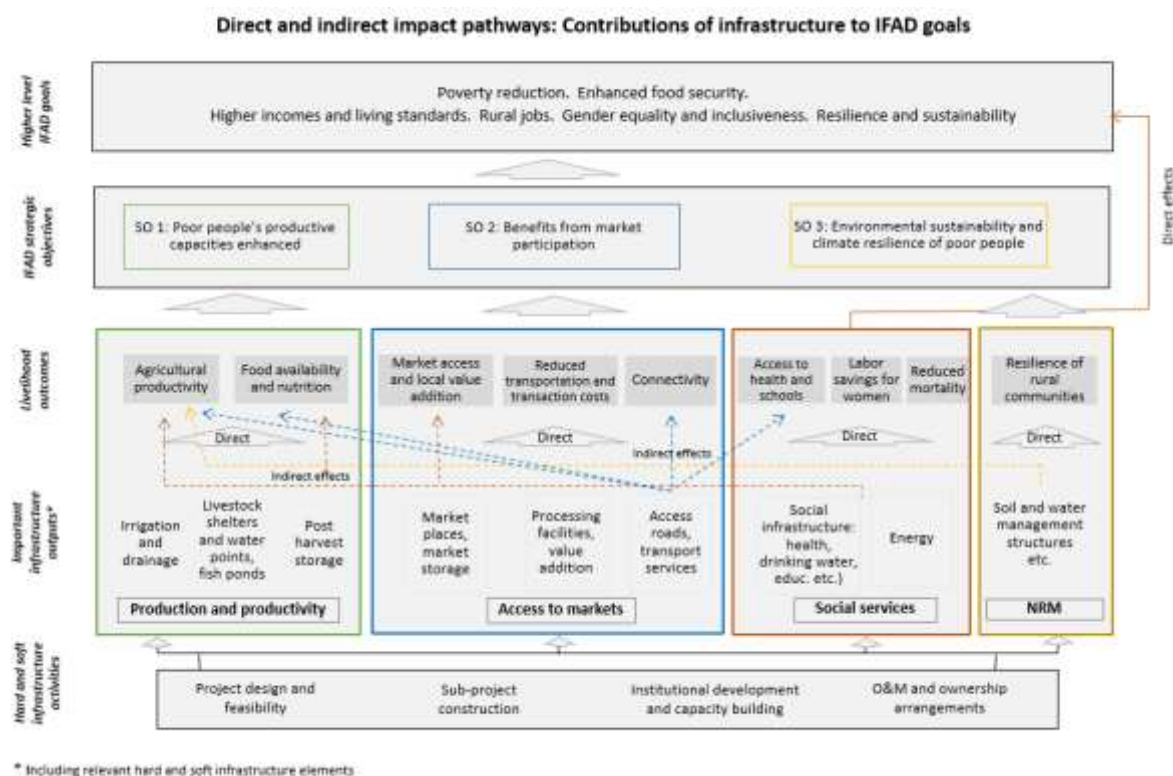 Direct and indirect impact pathways: Contributions of infrastructure to IFAD goals
Higher level
IFAD goals
Poverty reduction. Enhanced food security.
Higher incomes and living standards. Rural jobs. Gender equality and inclusiveness. Resilience and sustainability
Direct effects
IFAD strategic
objectives
SO 1: Poor people's productive
capacities enhanced
SO 2: Benefits from market
participation
SO 3: Environmental sustainability and
climate resilience of poor people
Livelihood
outcomes
Agricultural
productivity
Food availability
and nutrition
Market access
and local value
addition
Reduced
transportation and
transaction costs
Connectivity
Access to
health and
schools
Labor
savings for
women
Reduced
mortality
Resilience of
rural
communities
Direct
Direct
Direct
Direct
Indirect effects
Indirect effects
Important
infrastructure
outputs*
Irrigation
and
drainage
Livestock
shelters
and water
points,
fish ponds
Post
harvest
storage
Market
places,
market
storage
Processing
facilities,
value
addition
Access
roads,
transport
services
Social
infrastructure:
health,
drinking water,
educ. etc.)
Energy
Soil and water
management
structures
etc.
Production and productivity
Access to markets
Social services
NRM
Hard and soft
infrastructure
activities
Project design and
feasibility
Sub-project
construction
Institutional development
and capacity building
O&M and ownership
arrangements
* Including relevant hard and soft infrastructure elements